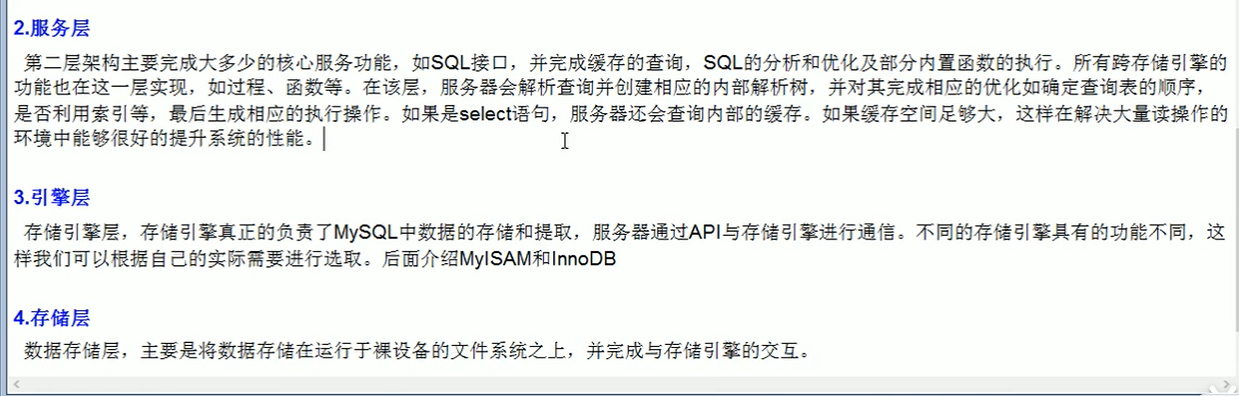 2.服务层
第二层架构主要完成大多少的核心服务功能，如SQL接口，并完成缓存的查询，SQL的分析和优化及部分内置函数的执行。所有跨存储引擎的
功能也在这一层实现，如过程、函数等。在该层，服务器会解析查询并创建相应的内部解析树，并对其完成相应的优化如确定查询表的顺序，
是否利用索引等，最后生成相应的执行操作。如果是select语句，服务器还会查询内部的缓存。如果缓存空间足够大，这样在解决大量读操作的
环境中能够很好的提升系统的性能。
3.引擎层
存储引擎层，存储引擎真正的负责了MySQL中数据的存储和提取，服务器通过API与存储引擎进行通信。不同的存储引擎具有的功能不同，这
样我们可以根据自己的实际需要进行选取。后面介绍MyISAM和InnoDB
4.存储层
数据存储层，主要是将数据存储在运行于裸设备的文件系统之上，并完成与存储引擎的交互。